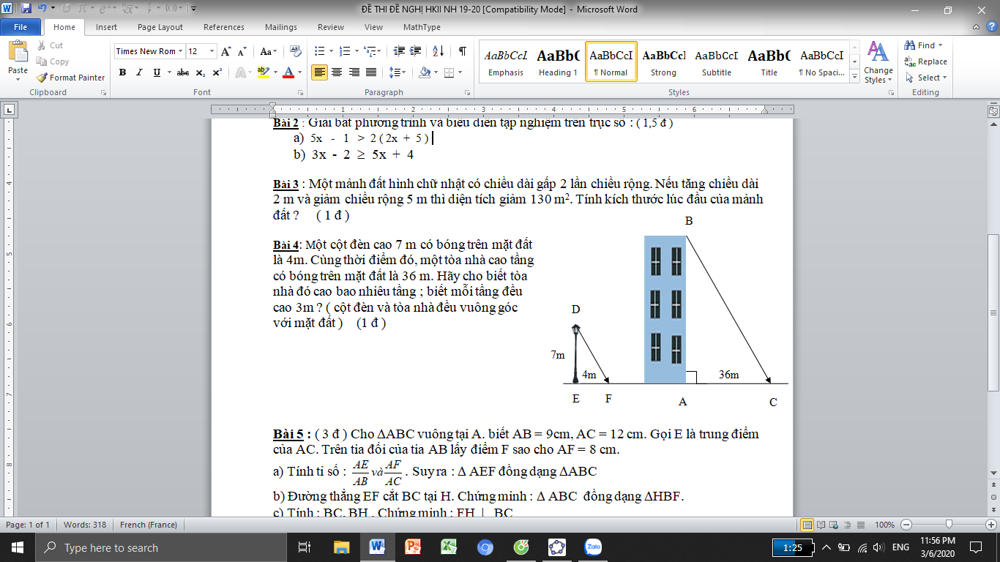 ĐỀ THI ĐỀ NGHỊ HKII NH 19-20 [Compatibility Mode] - Microsoft Word
File Home Insert Page Layout References Mailings Review View MathType
Paste
Cut
Copy
Format Painter
Clipboard
Times New Rom 12
Font
Paragraph
AaBbCcL AaBbC AaBbCcI AaBbCcI AaBbCcI AaBbC AaBbCcI
Emphasis Heading 1 ¶ Normal Strong Subtitle Title ¶ No Spaci...
Change Styles
Styles
Find
Replace
Select
Editing
Bài 2 : Giải bất phương trình và biểu diễn tập nghiệm trên trục số : ( 1,5 đ )
a) 5x - 1 > 2 ( 2x + 5 )
b) 3x - 2 ≥ 5x + 4
Bài 3 : Một mảnh đất hình chữ nhật có chiều dài gấp 2 lần chiều rộng. Nếu tăng chiều dài
2 m và giảm chiều rộng 5 m thì diện tích giảm 130 m². Tính kích thước lúc đầu của mảnh
đất ? ( 1 đ )
Bài 4: Một cột đèn cao 7 m có bóng trên mặt đất
là 4m. Cùng thời điểm đó, một tòa nhà cao tầng
có bóng trên mặt đất là 36 m. Hãy cho biết tòa
nhà đó cao bao nhiêu tầng ; biết mỗi tầng đều
cao 3m ? ( cột đèn và tòa nhà đều vuông góc
với mặt đất ) (1 đ )
B
D
7m
4m
36m
E F A C
Bài 5 : ( 3 đ ) Cho ΔABC vuông tại A. biết AB = 9cm, AC = 12 cm. Gọi E là trung điểm
của AC. Trên tia đối của tia AB lấy điểm F sao cho AF = 8 cm.
a) Tính tỉ số : AE/AB và AF/AC . Suy ra : Δ AEF đồng dạng ΔABC
b) Đường thẳng EF cắt BC tại H. Chứng minh : Δ ABC đồng dạng ΔHBF.
c) Tính : BC, BH . Chứng minh : FH ⊥ BC
Page: 1 of 1 Words: 318 French (France) 100%
Type here to search
1:25
ENG
11:56 PM
3/6/2020
Zalo